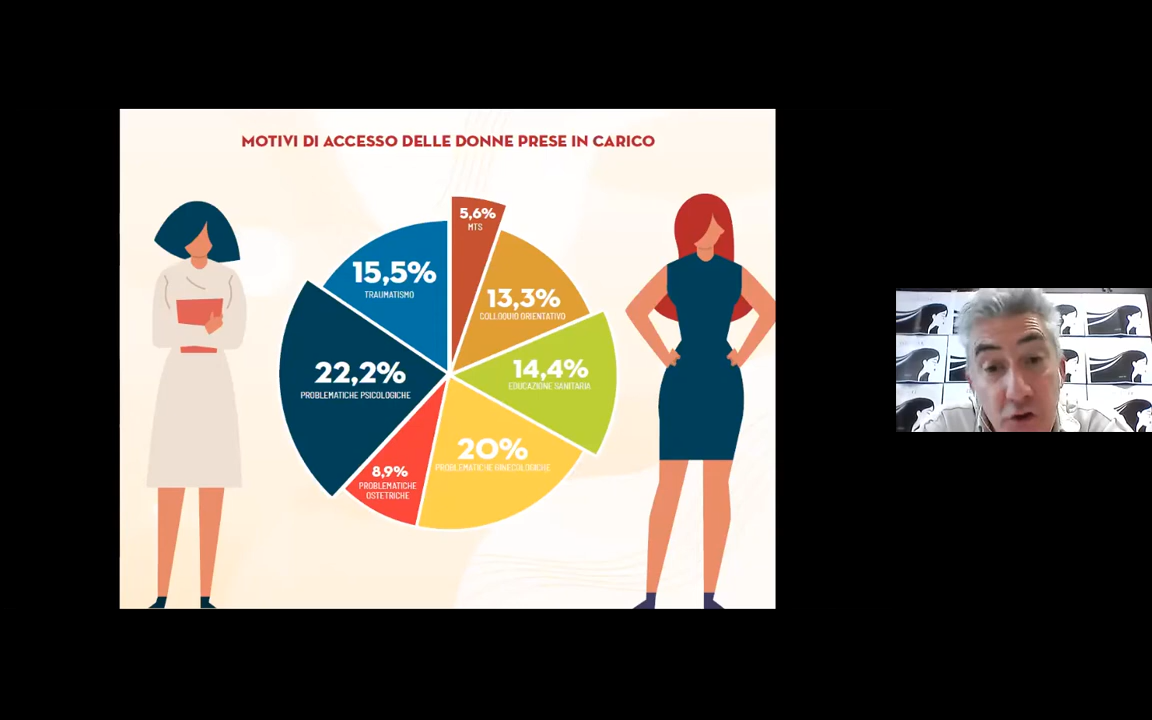 MOTIVI DI ACCESSO DELLE DONNE PRESE IN CARICO
5,6%
MTS
13,3%
COLLOQUIO ORIENTATIVO
14,4%
EDUCAZIONE SANITARIA
20%
PROBLEMATICHE GINECOLOGICHE
8,9%
PROBLEMATICHE
OSTETRICHE
22,2%
PROBLEMATICHE PSICOLOGICHE
15,5%
TRAUMATISMO